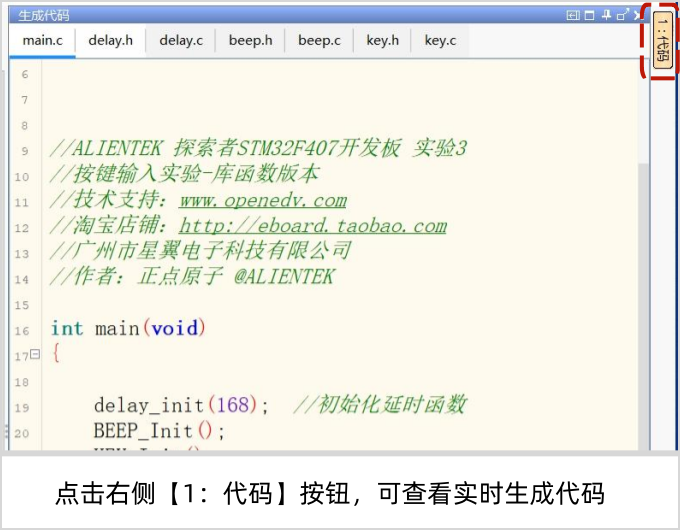 生成代码
1：代码
main.c delay.h delay.c beep.h beep.c key.h key.c
6
7
8
9 //ALIENTEK 探索者STM32F407开发板 实验3
10 //按键输入实验-库函数版本
11 //技术支持：www.openedv.com
12 //淘宝店铺：http://eboard.taobao.com
13 //广州市星翼电子科技有限公司
14 //作者：正点原子 @ALIENTEK
15
16 int main(void)
17 {
18
19 delay_init(168); //初始化延时函数
20 BEEP_Init();
点击右侧【1：代码】按钮，可查看实时生成代码